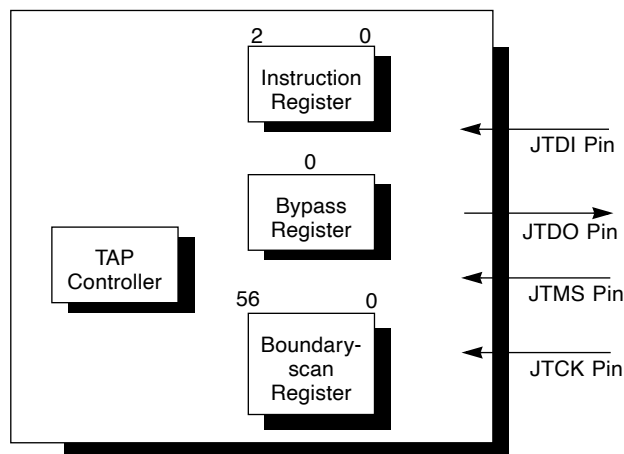 2 0
Instruction
Register
JTDI Pin
0
Bypass
Register
JTDO Pin
TAP
Controller
JTMS Pin
56 0
Boundary-
scan
Register
JTCK Pin